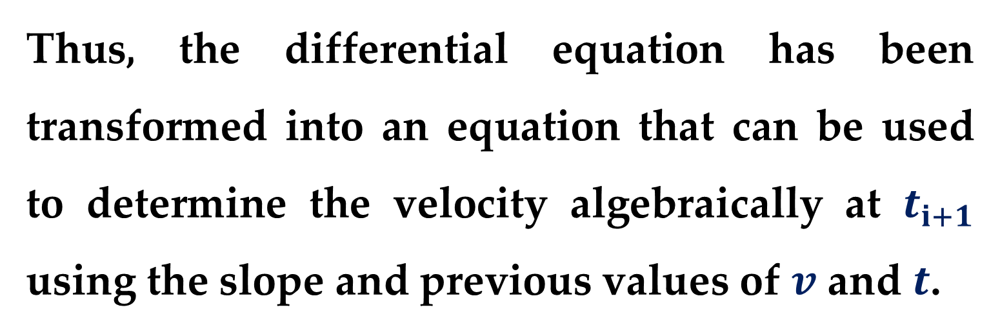 Thus, the differential equation has been
transformed into an equation that can be used
to determine the velocity algebraically at t_{i+1}
using the slope and previous values of v and t.